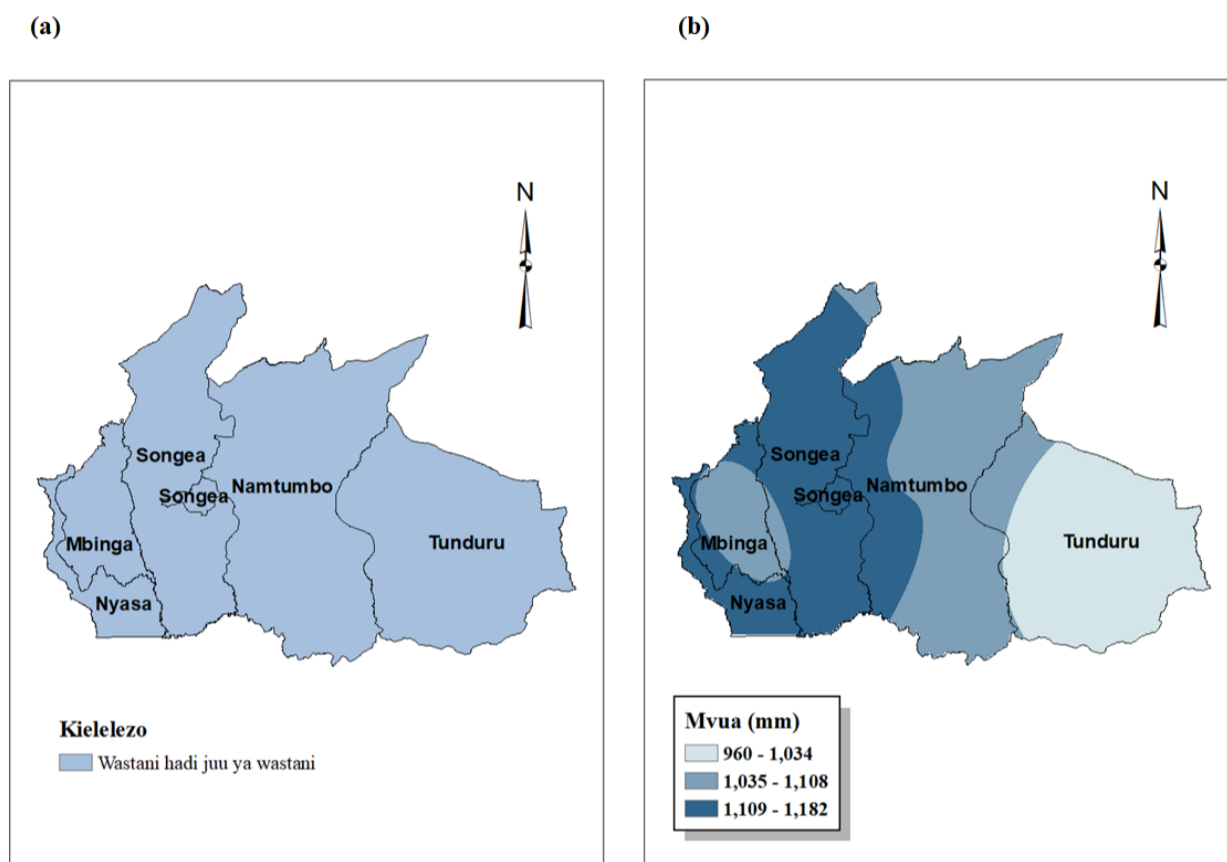 (a)
N
Songea
Songea
Namtumbo
Mbinga
Tunduru
Nyasa
Kielelezo
Wastani hadi juu ya wastani
(b)
N
Songea
Songea
Namtumbo
Mbinga
Tunduru
Nyasa
Mvua (mm)
960 - 1,034
1,035 - 1,108
1,109 - 1,182